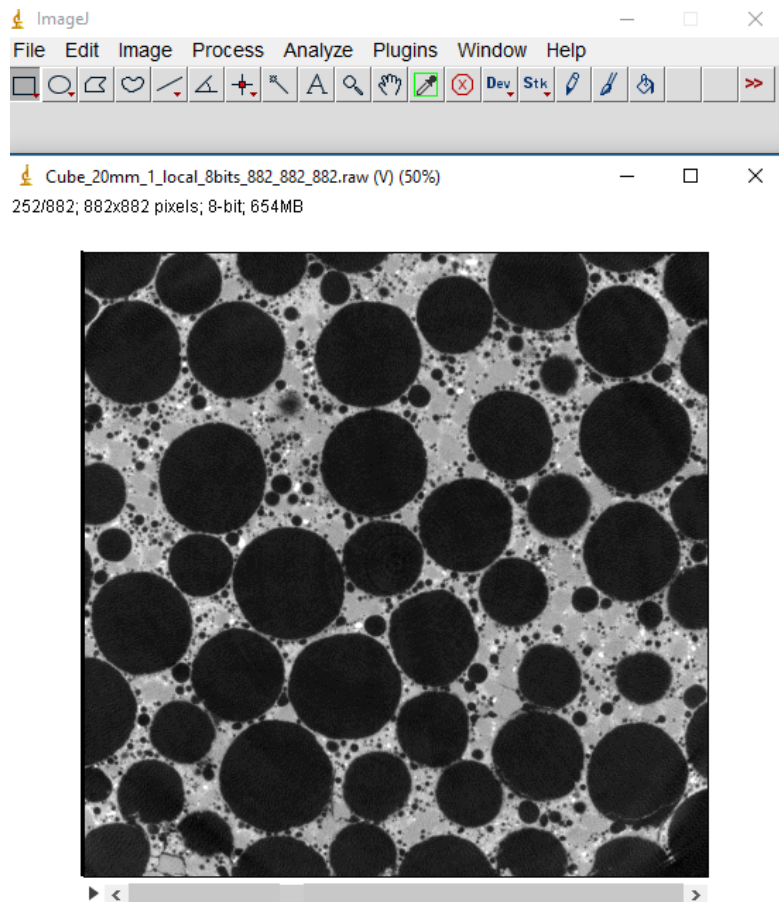 ImageJ
File Edit Image Process Analyze Plugins Window Help
A Dev Stk >>
Cube_20mm_1_local_8bits_882_882_882.raw (V) (50%)
252/882; 882x882 pixels; 8-bit; 654MB